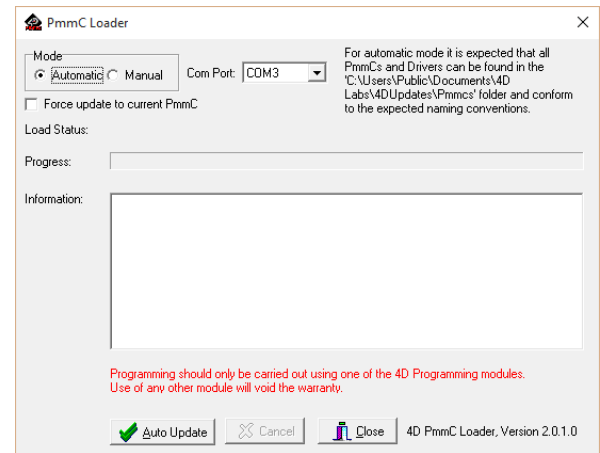 PmmC Loader
Mode
Automatic Manual
Com Port: COM3
For automatic mode it is expected that all
PmmCs and Drivers can be found in the
'C:\Users\Public\Documents\4D
Labs\4DUpdates\Pmmcs' folder and conform
to the expected naming conventions.
Force update to current PmmC
Load Status:
Progress:
Information:
Programming should only be carried out using one of the 4D Programming modules.
Use of any other module will void the warranty.
Auto Update Cancel Close 4D PmmC Loader, Version 2.0.1.0